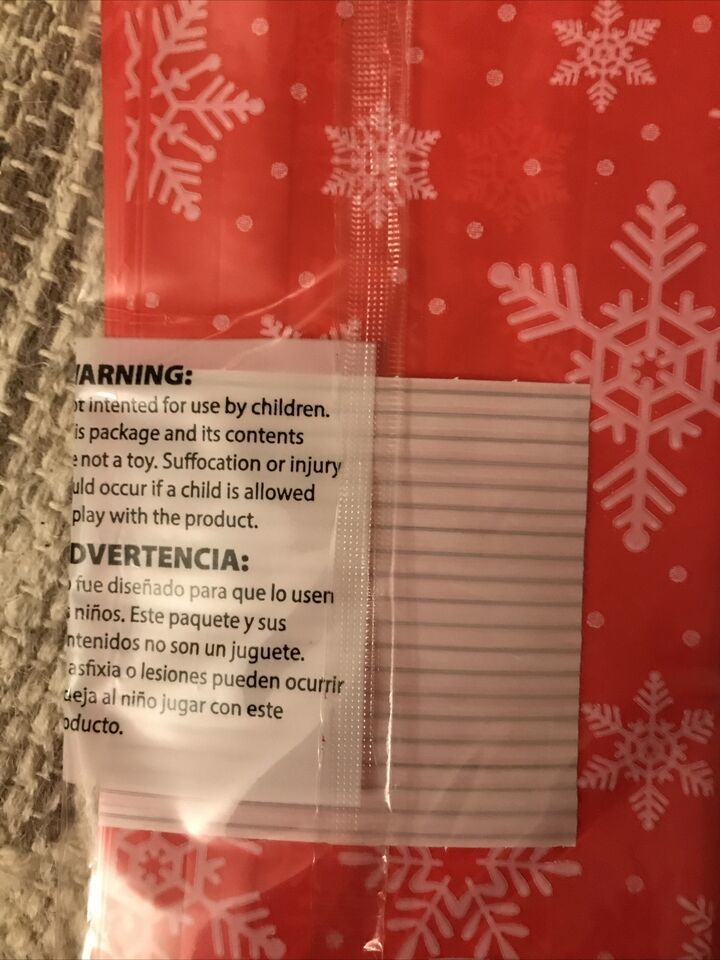 ARNING:
ot intented for use by children.
is package and its contents
e not a toy. Suffocation or injury
uld occur if a child is allowed
play with the product.
DVERTENCIA:
o fue diseñado para que lo usen
s niños. Este paquete y sus
ntenidos no son un juguete.
asfixia o lesiones pueden ocurrir
deja al niño jugar con este
oducto.